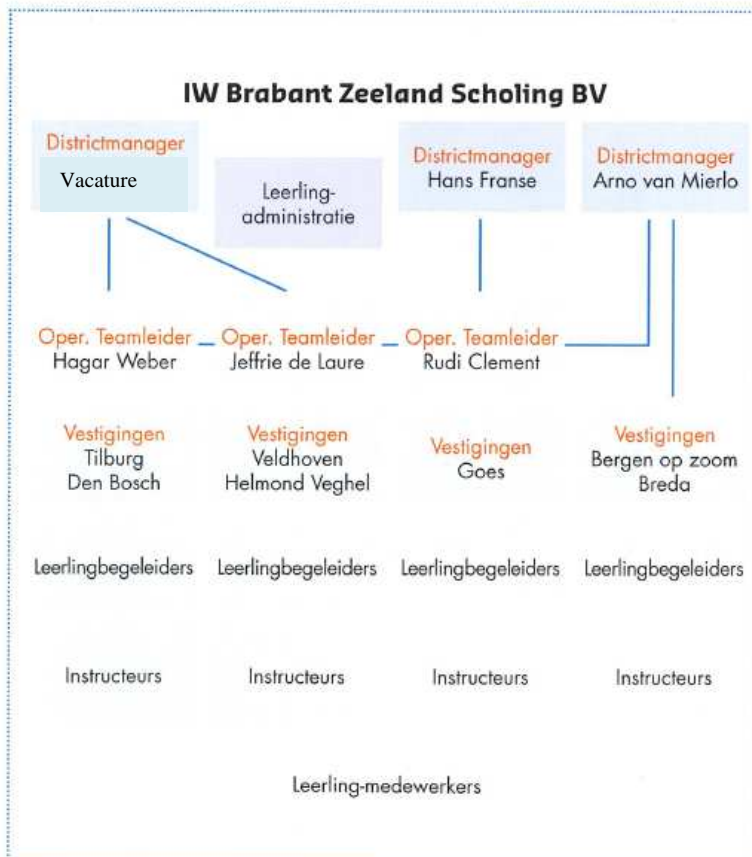 IW Brabant Zeeland Scholing BV
Districtmanager
Vacature
Leerling-
administratie
Districtmanager
Hans Franse
Districtmanager
Arno van Mierlo
Oper. Teamleider
Hagar Weber
Oper. Teamleider
Jeffrie de Laure
Oper. Teamleider
Rudi Clement
Vestigingen
Tilburg
Den Bosch
Vestigingen
Veldhoven
Helmond Veghel
Vestigingen
Goes
Vestigingen
Bergen op zoom
Breda
Leerlingbegeleiders
Leerlingbegeleiders
Leerlingbegeleiders
Leerlingbegeleiders
Instructeurs
Instructeurs
Instructeurs
Instructeurs
Leerling-medewerkers